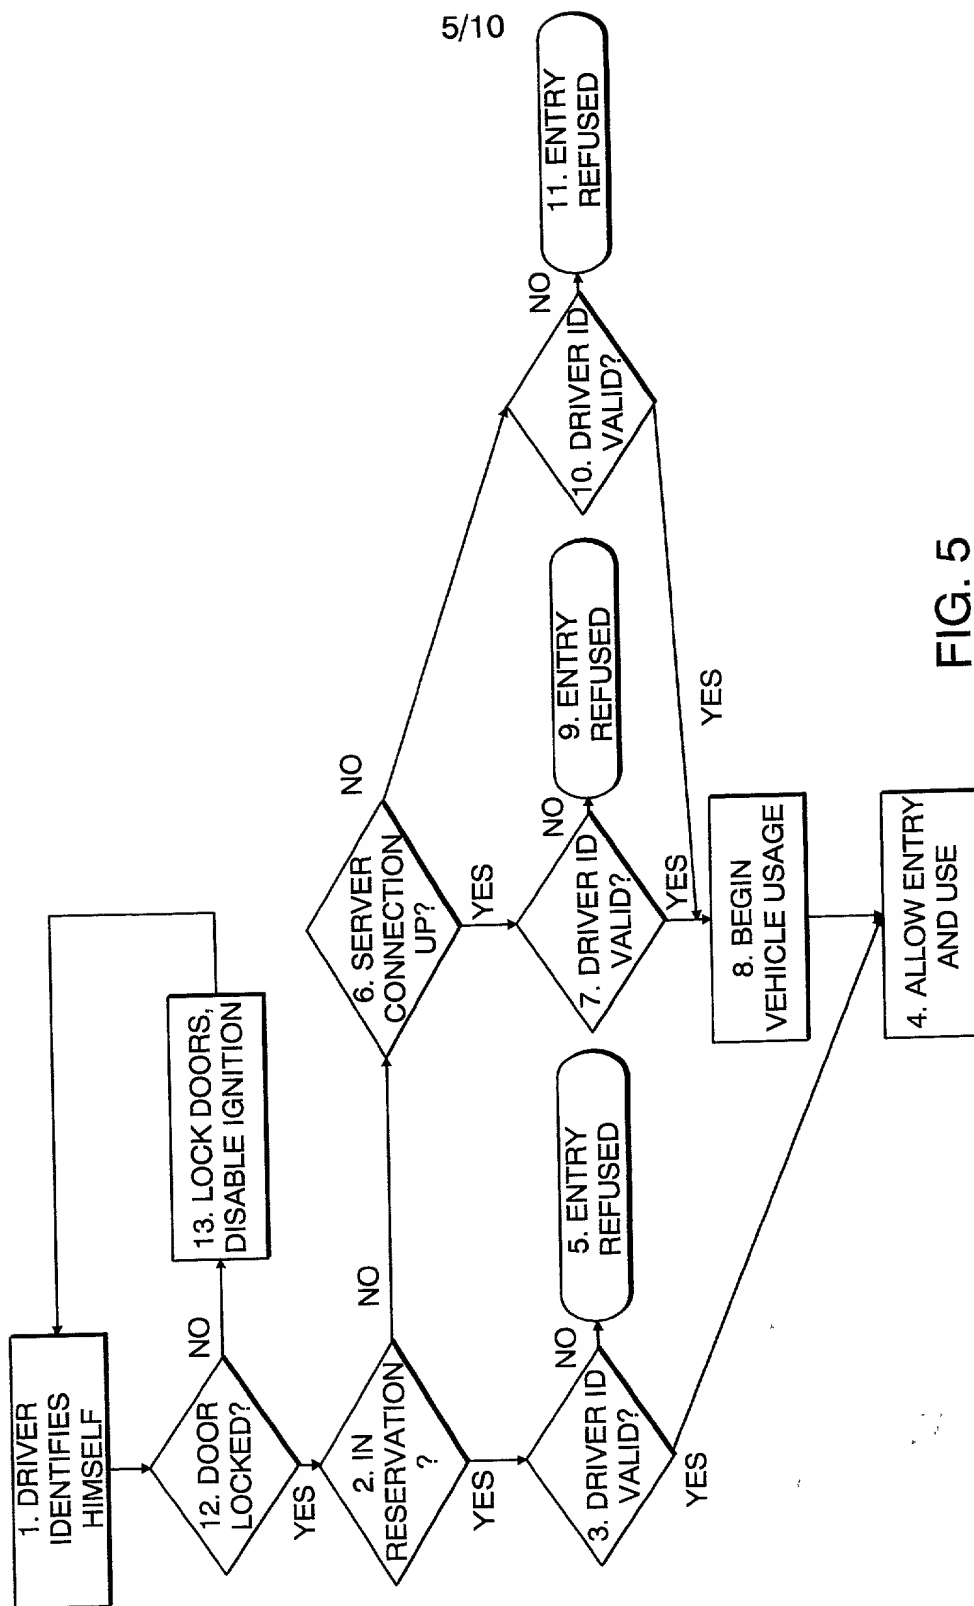 5/10
1. DRIVER
IDENTIFIES
HIMSELF
12. DOOR
LOCKED?
NO
13. LOCK DOORS,
DISABLE IGNITION
YES
2. IN
RESERVATION
?
NO
6. SERVER
CONNECTION
UP?
NO
YES
YES
3. DRIVER ID
VALID?
NO
5. ENTRY
REFUSED
7. DRIVER ID
VALID?
NO
9. ENTRY
REFUSED
10. DRIVER ID
VALID?
NO
11. ENTRY
REFUSED
YES
YES
YES
8. BEGIN
VEHICLE USAGE
4. ALLOW ENTRY
AND USE
FIG. 5